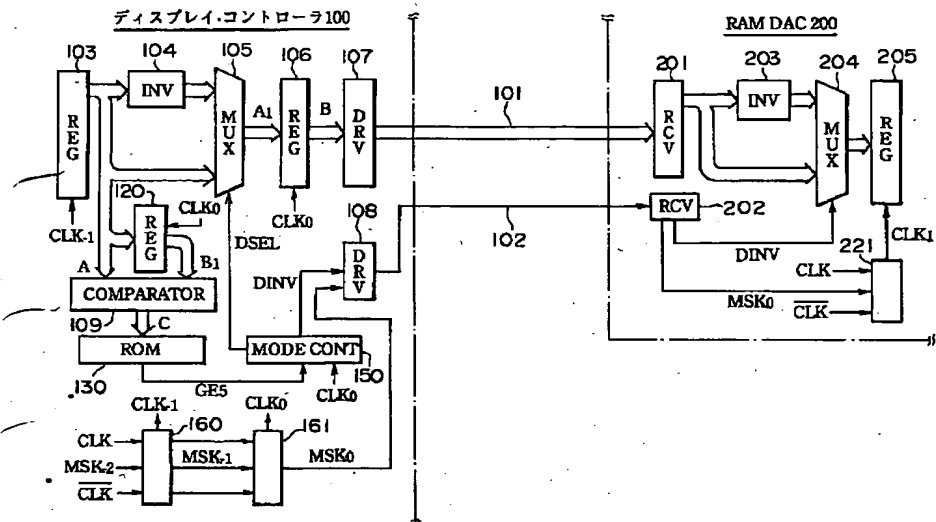 ディスプレイ・コントローラ100
RAM DAC 200
103
104
105
106
107
201
203
204
205
REG
INV
MUX
A1
REG
B
DRV
101
RCV
INV
MUX
REG
120
REG
CLK0
CLK-1
DSEL
CLK0
108
DRV
102
RCV
202
DINV
CLK1
A
B1
DINV
221
CLK
MSK0
CLK
COMPARATOR
109
C
ROM
MODE CONT
130
GE5
CLK0
150
CLK-1
160
CLK0
161
CLK
MSK-2
MSK-1
MSK0
CLK